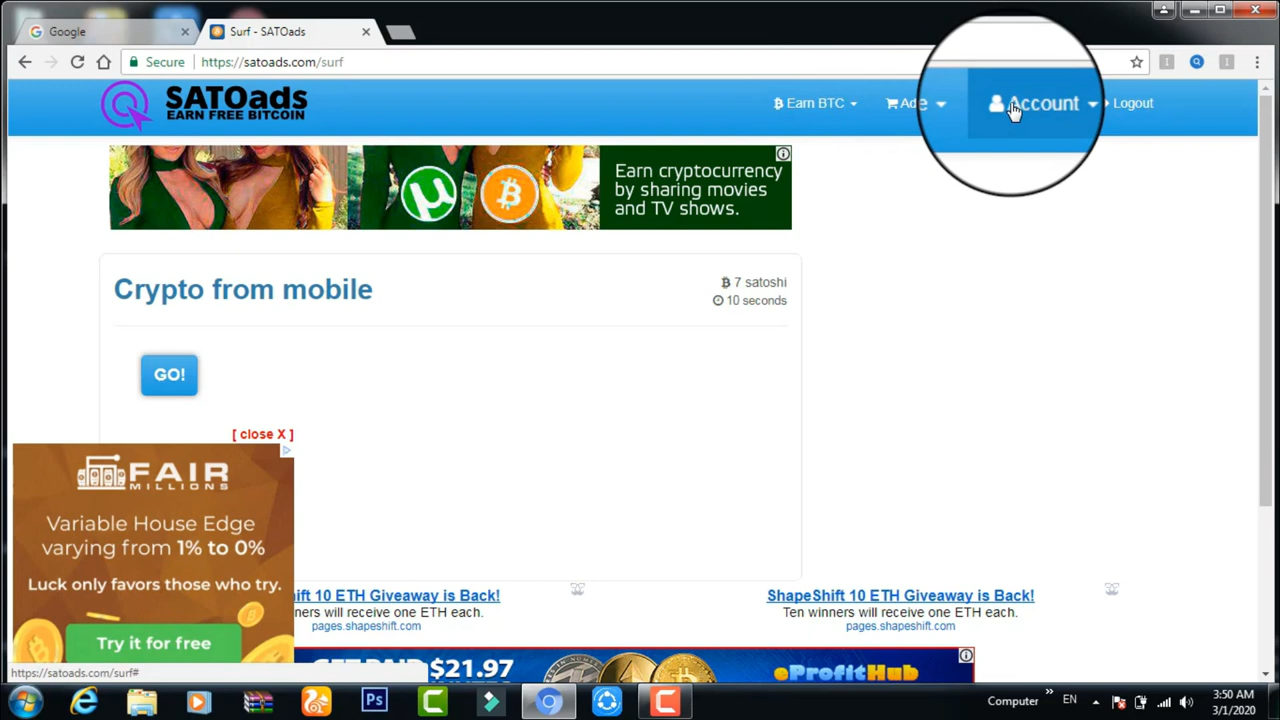 Google
Surf - SATOads
Secure
https://satoads.com/surf
SATOads
EARN FREE BITCOIN
Earn BTC
Account
Logout
Earn cryptocurrency
by sharing movies
and TV shows.
Crypto from mobile
7 satoshi
10 seconds
GO!
[ close X ]
FAIR
MILLIONS
Variable House Edge
varying from 1% to 0%
Luck only favors those who try.
Try it for free
Shift 10 ETH Giveaway is Back!
ners will receive one ETH each.
pages.shapeshift.com
ShapeShift 10 ETH Giveaway is Back!
Ten winners will receive one ETH each.
pages.shapeshift.com
GET PAID $21.97
eProfitHub
https://satoads.com/surf#
Ps
Computer
EN
3:50 AM
3/1/2020